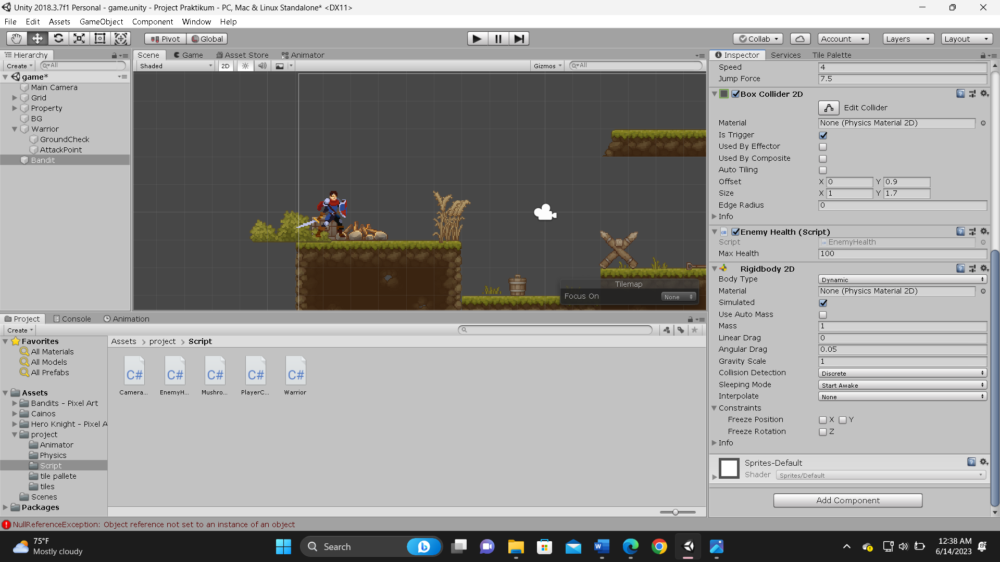 Unity 2018.3.7f1 Personal - game.unity - Project Praktikum - PC, Mac & Linux Standalone* <DX11>
File Edit Assets GameObject Component Window Help
Pivot Global Collab Account Layers Layout
Hierarchy
Create All
game*
Main Camera
Grid
Property
BG
Warrior
GroundCheck
AttackPoint
Bandit
Scene Game Asset Store Animator
Shaded 2D Gizmos All
Tilemap
Focus On None
Inspector Services Tile Palette
Speed 4
Jump Force 7.5
Box Collider 2D
Edit Collider
Material None (Physics Material 2D)
Is Trigger
Used By Effector
Used By Composite
Auto Tiling
Offset X 0 Y 0.9
Size X 1 Y 1.7
Edge Radius 0
Info
Enemy Health (Script)
Script EnemyHealth
Max Health 100
Rigidbody 2D
Body Type Dynamic
Material None (Physics Material 2D)
Simulated
Use Auto Mass
Mass 1
Linear Drag 0
Angular Drag 0.05
Gravity Scale 1
Collision Detection Discrete
Sleeping Mode Start Awake
Interpolate None
Constraints
Freeze Position X Y
Freeze Rotation Z
Info
Sprites-Default
Shader Sprites/Default
Add Component
Project Console Animation
Create
Favorites
All Materials
All Models
All Prefabs
Assets
Bandits - Pixel Art
Cainos
Hero Knight - Pixel A
project
Animator
Physics
Script
tile pallete
tiles
Scenes
Packages
Assets > project > Script
C# C# C# C# C#
Camera... EnemyH... Mushro... PlayerC... Warrior
NullReferenceException: Object reference not set to an instance of an object
75°F
Mostly cloudy
Search
12:38 AM
6/14/2023